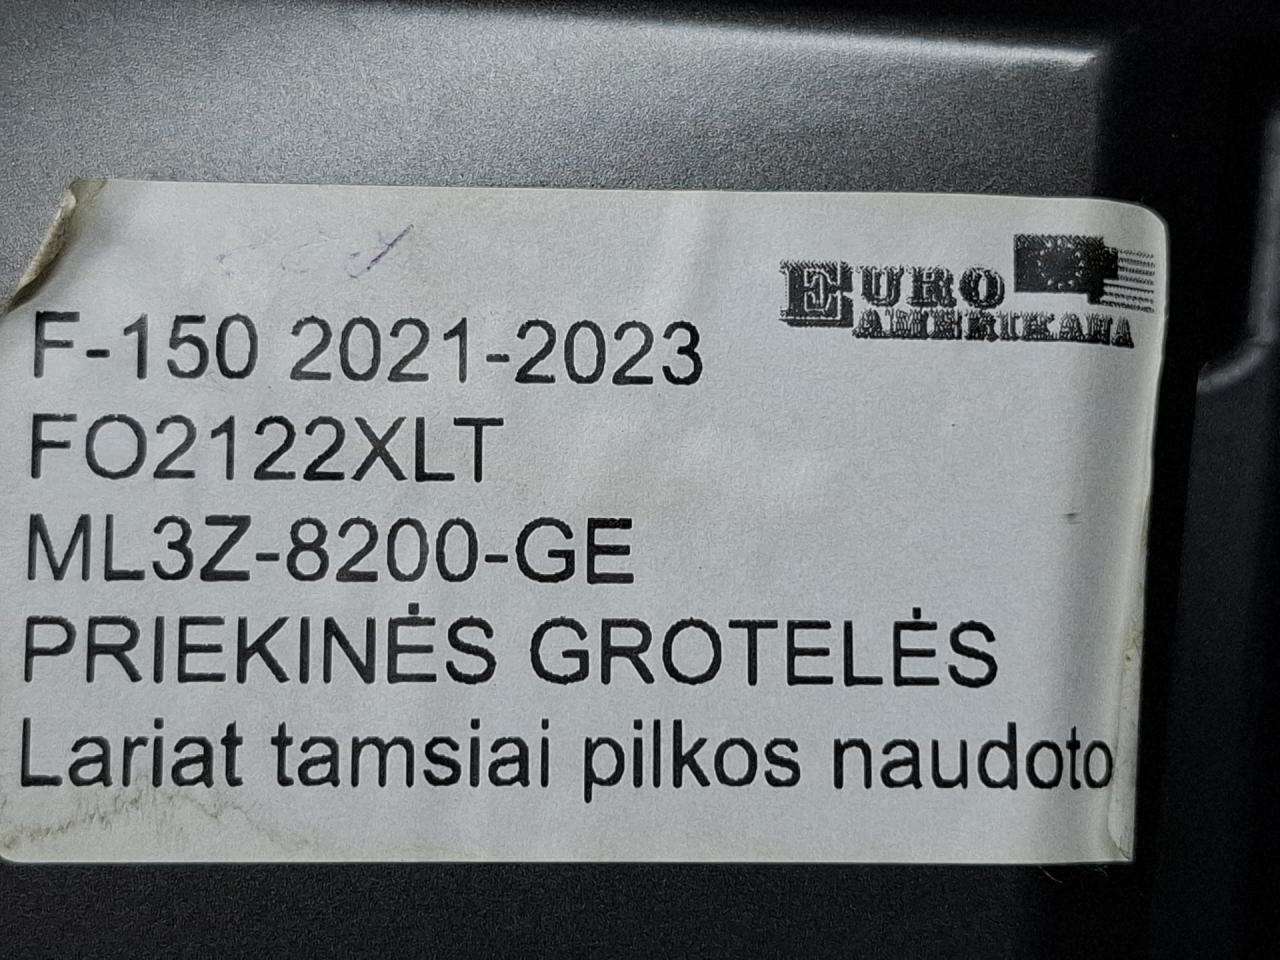 EURO
AMERIKANA
F-150 2021-2023
FO2122XLT
ML3Z-8200-GE
PRIEKINĖS GROTELĖS
Lariat tamsiai pilkos naudoto